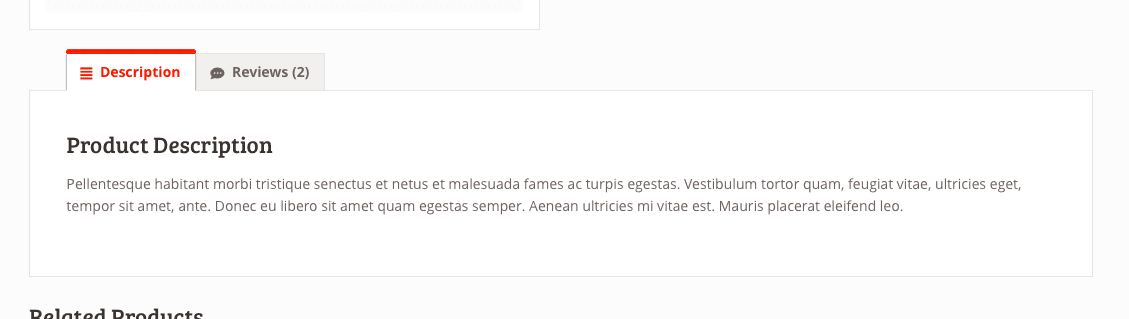 Description
Reviews (2)
Product Description
Pellentesque habitant morbi tristique senectus et netus et malesuada fames ac turpis egestas. Vestibulum tortor quam, feugiat vitae, ultricies eget,
tempor sit amet, ante. Donec eu libero sit amet quam egestas semper. Aenean ultricies mi vitae est. Mauris placerat eleifend leo.
Related Products